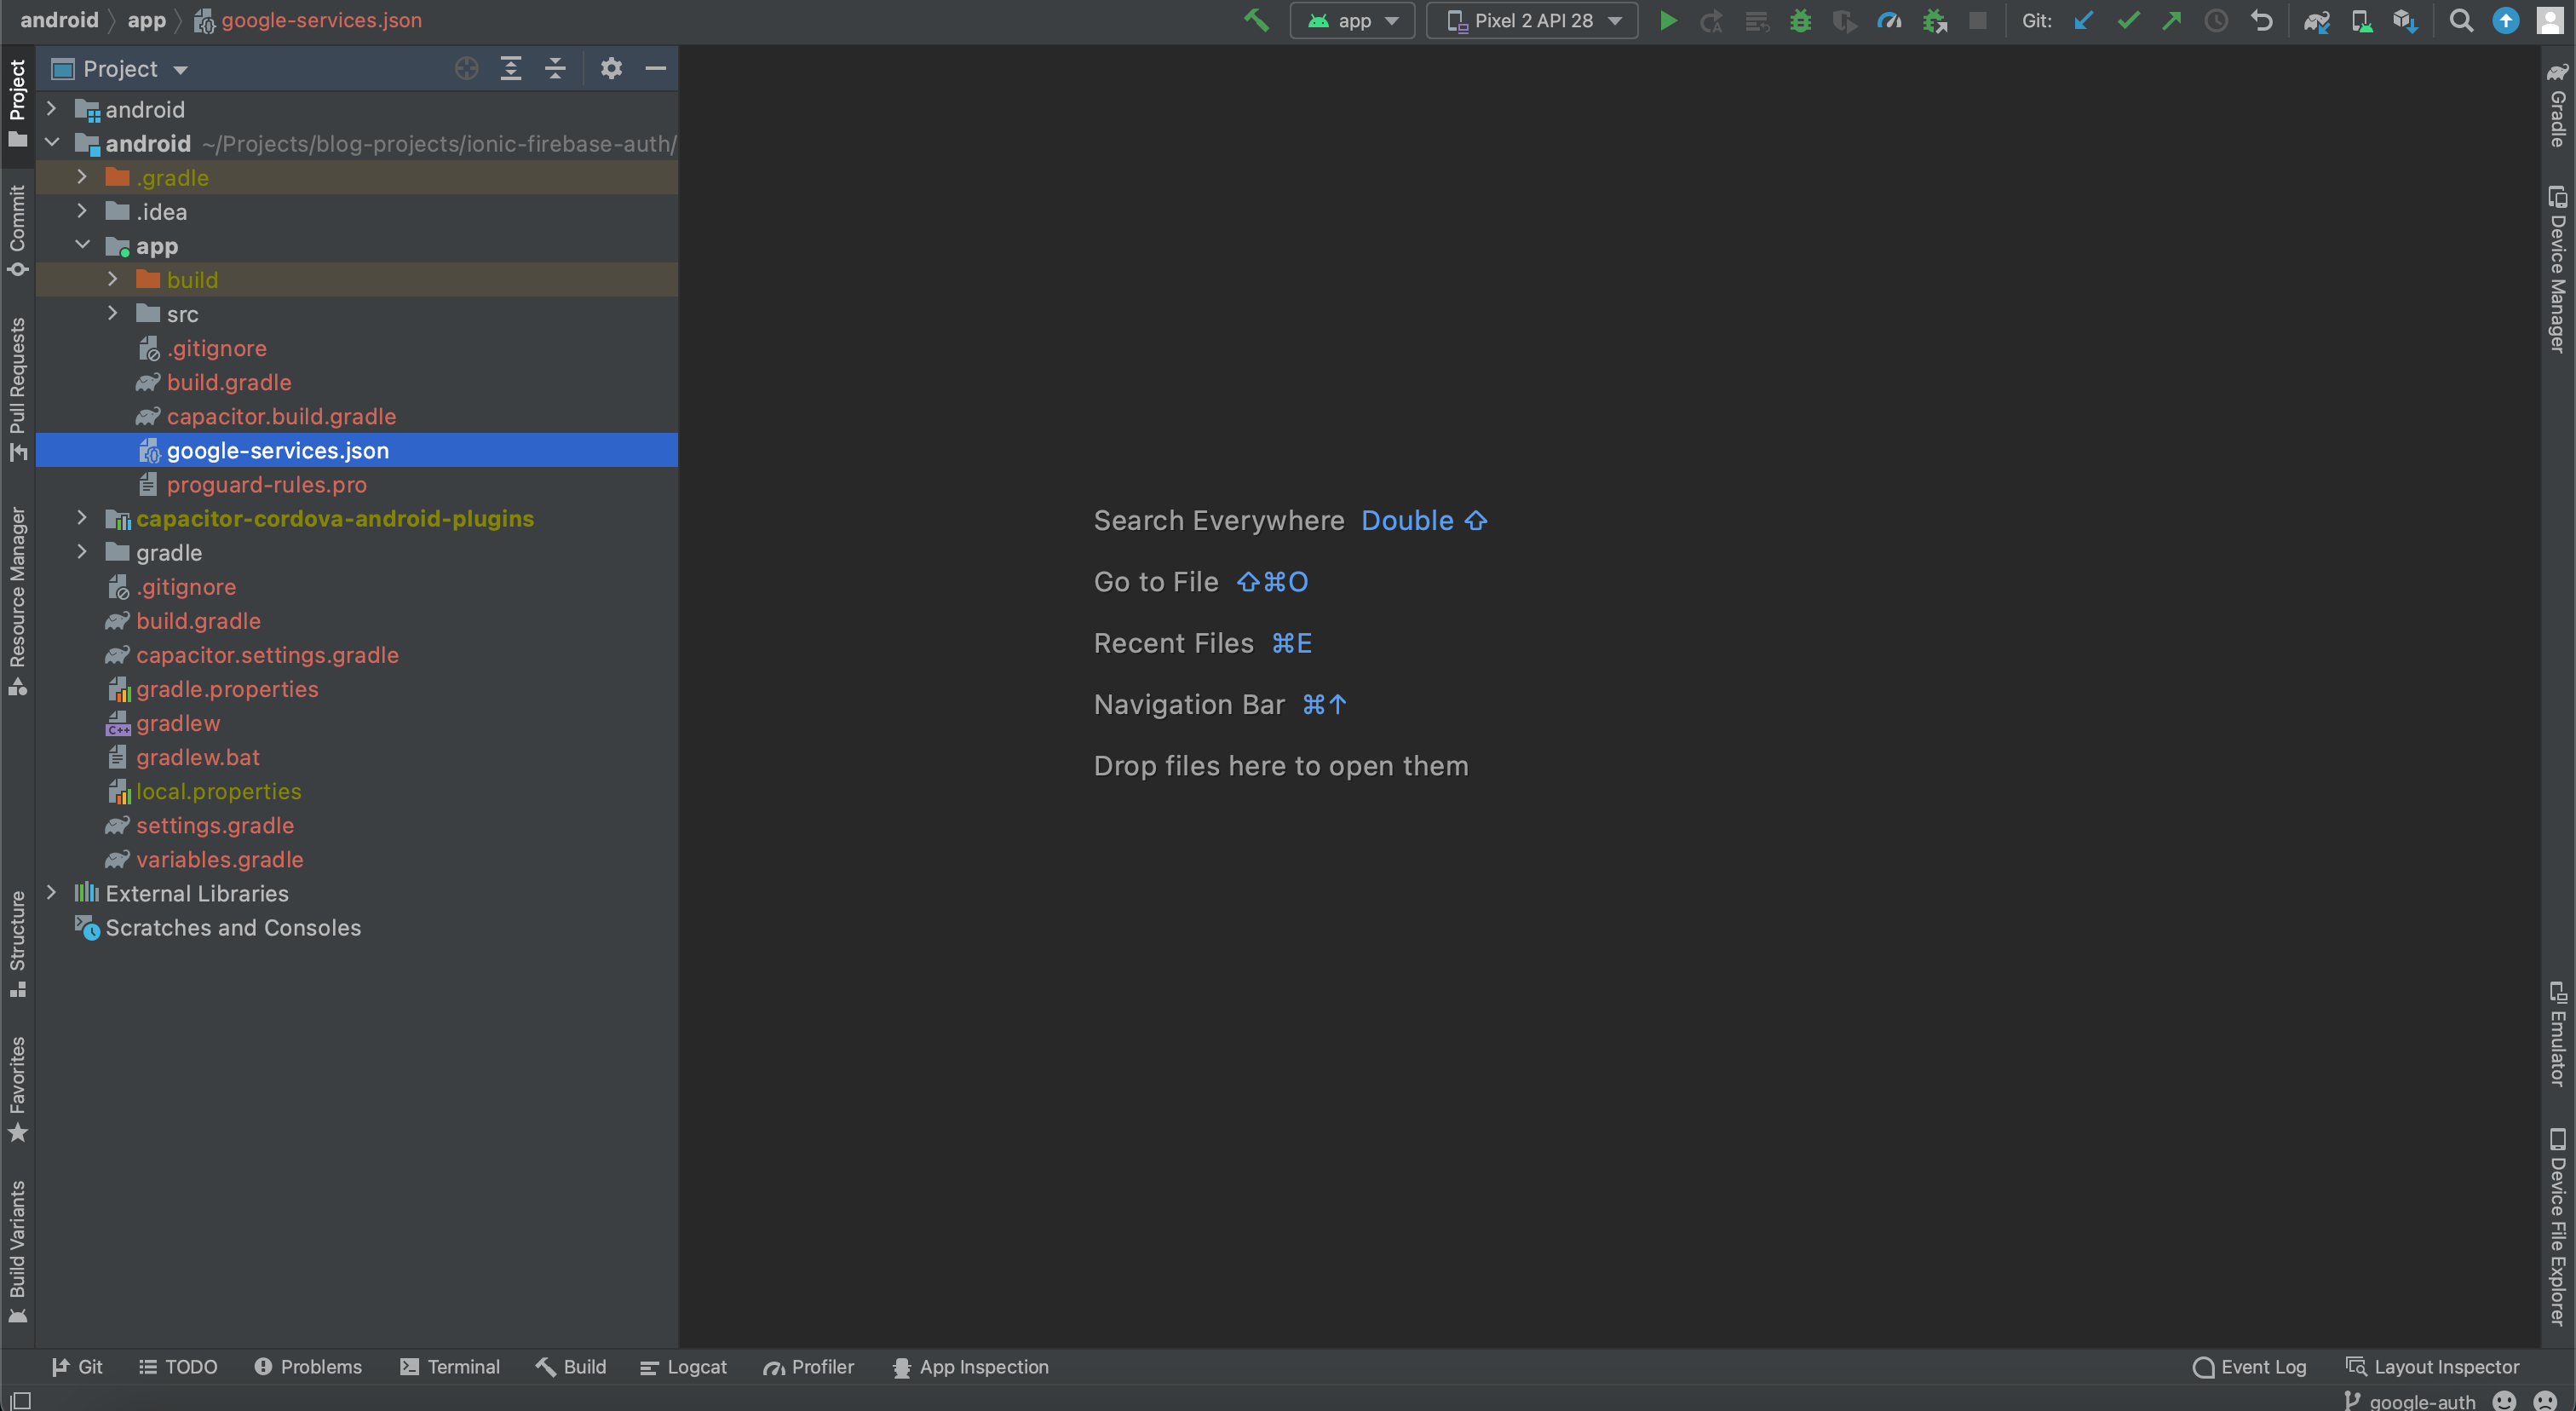 android app google-services.json
app
Pixel 2 API 28
Git:
Project
android
android ~/Projects/blog-projects/ionic-firebase-auth/
.gradle
.idea
app
build
src
.gitignore
build.gradle
capacitor.build.gradle
google-services.json
proguard-rules.pro
capacitor-cordova-android-plugins
gradle
.gitignore
build.gradle
capacitor.settings.gradle
gradle.properties
C++ gradlew
gradlew.bat
local.properties
settings.gradle
variables.gradle
External Libraries
Scratches and Consoles
Project
Commit
Pull Requests
Resource Manager
Structure
Favorites
Build Variants
Search Everywhere Double ⇧
Go to File ⇧⌘O
Recent Files ⌘E
Navigation Bar ⌘↑
Drop files here to open them
Gradle
Device Manager
Emulator
Device File Explorer
Git
TODO
Problems
Terminal
Build
Logcat
Profiler
App Inspection
Event Log
Layout Inspector
google-auth